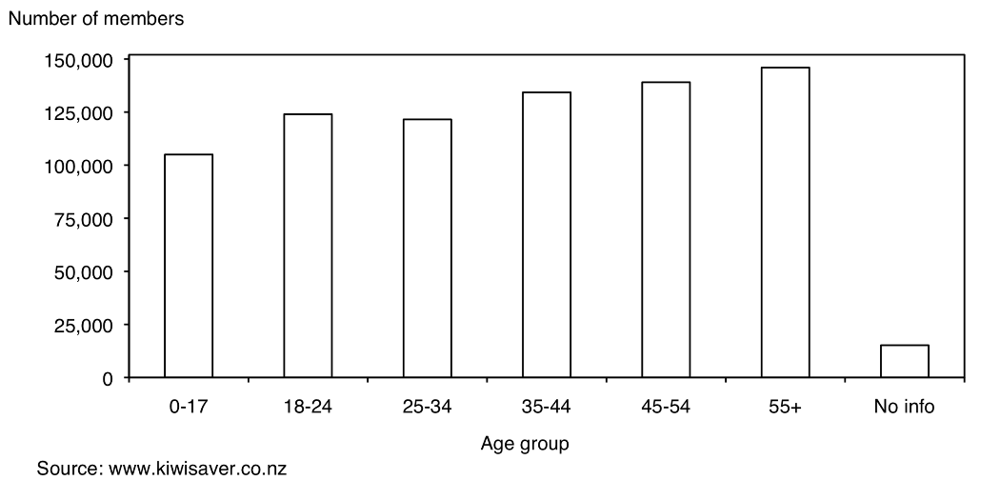 Number of members
150,000
125,000
100,000
75,000
50,000
25,000
0
0-17 18-24 25-34 35-44 45-54 55+ No info
Age group
Source: www.kiwisaver.co.nz